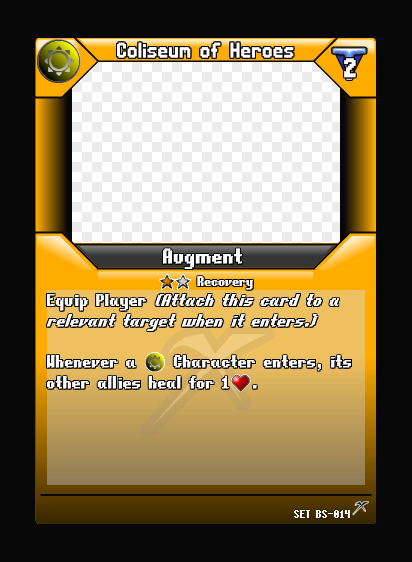 Coliseum of Heroes
2
Augment
Recovery
Equip Player (Attach this card to a
relevant target when it enters.)
Whenever a Character enters, its
other allies heal for 1.
SET BS-014